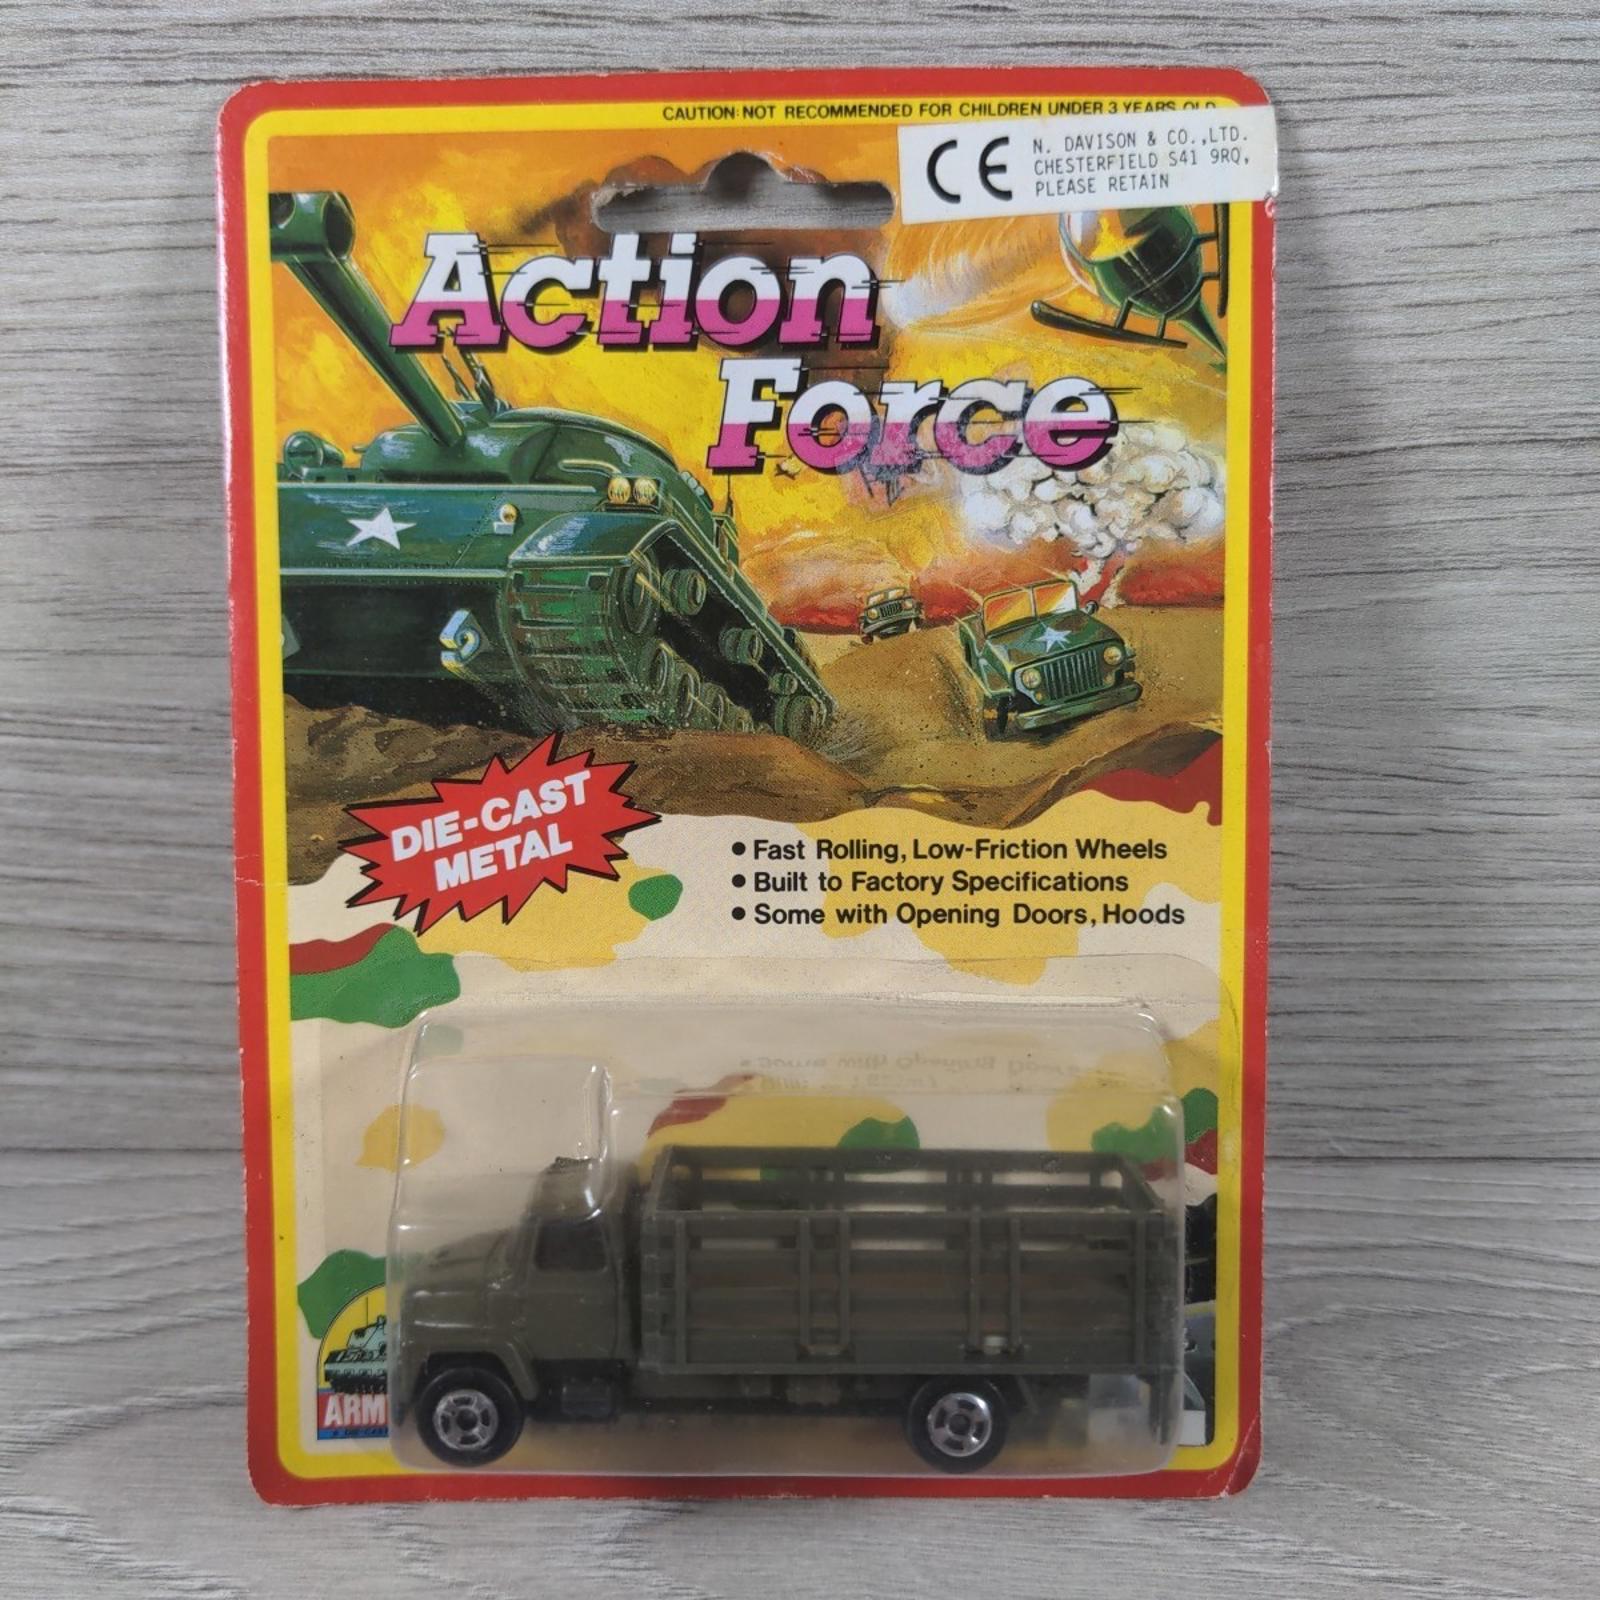 CAUTION: NOT RECOMMENDED FOR CHILDREN UNDER 3 YEARS OLD
CE
N. DAVISON & CO.,LTD.
CHESTERFIELD S41 9RQ,
PLEASE RETAIN
Action
Force
DIE-CAST
METAL
• Fast Rolling, Low-Friction Wheels
• Built to Factory Specifications
• Some with Opening Doors, Hoods
ARM
DIE-CAST